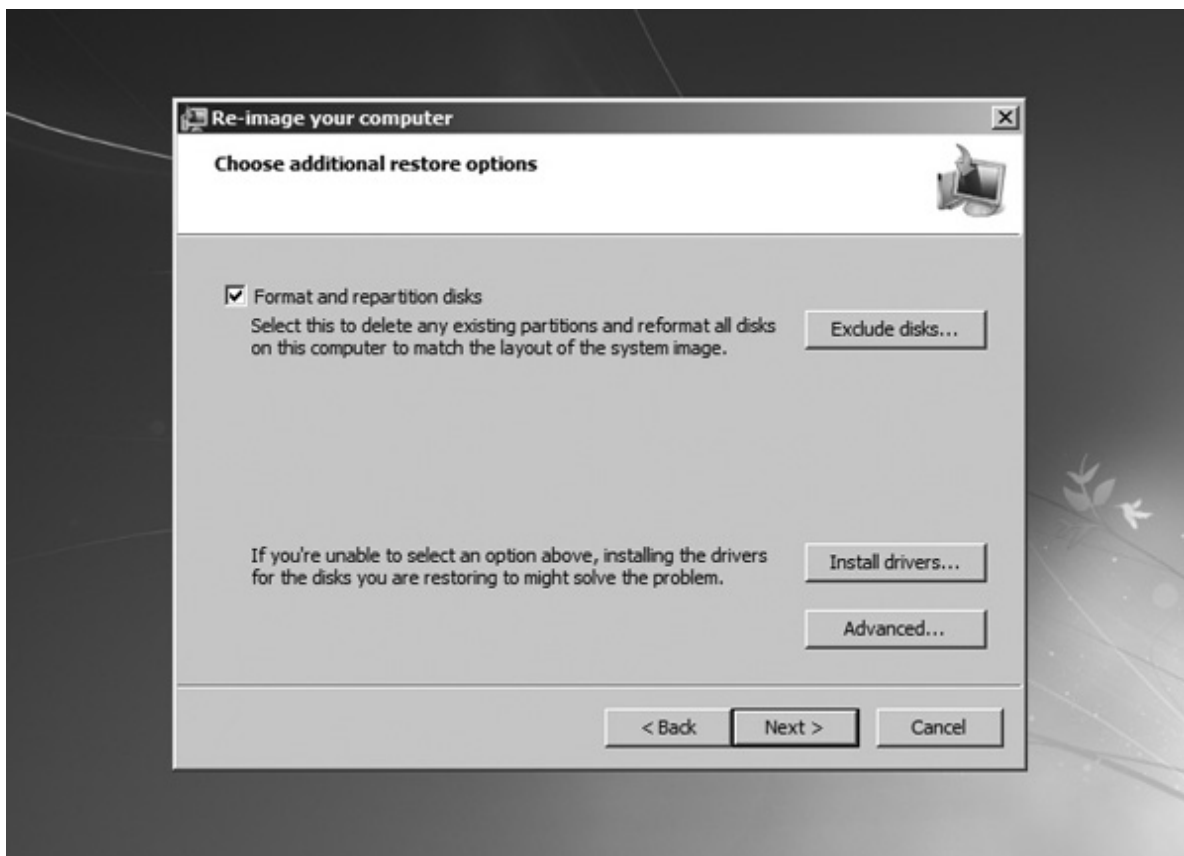 Re-image your computer
Choose additional restore options
Format and repartition disks
Select this to delete any existing partitions and reformat all disks
on this computer to match the layout of the system image.
Exclude disks...
If you're unable to select an option above, installing the drivers
for the disks you are restoring to might solve the problem.
Install drivers...
Advanced...
< Back
Next >
Cancel